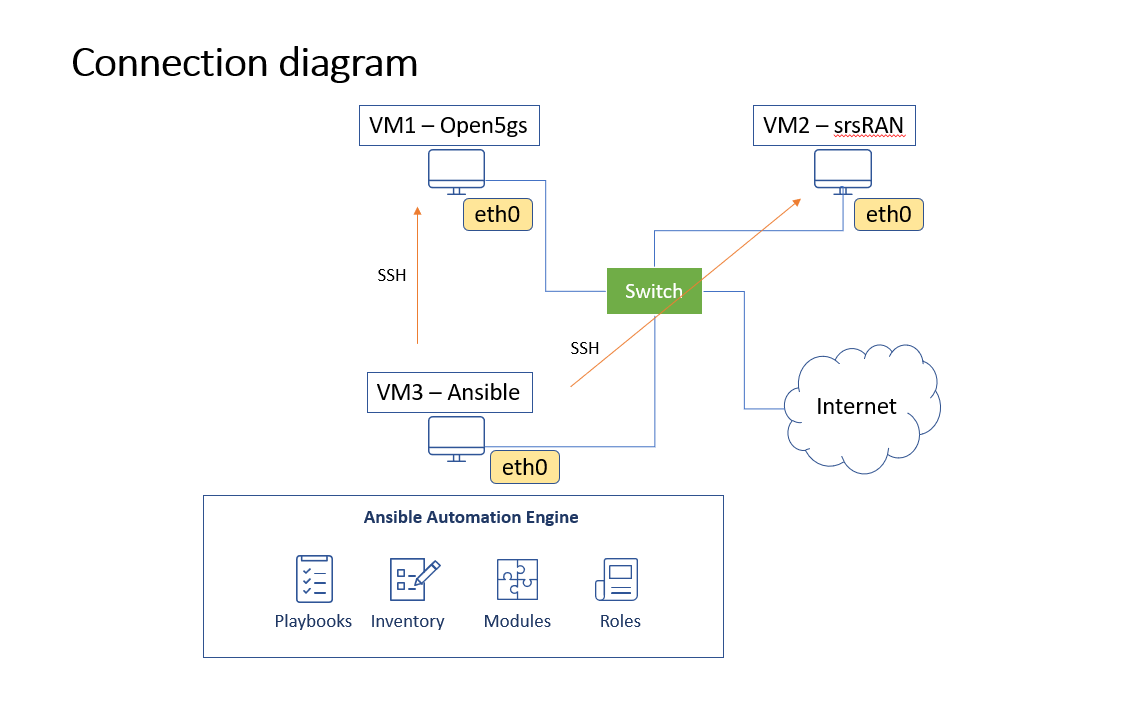 Connection diagram
VM1 – Open5gs
VM2 – srsRAN
eth0
eth0
SSH
Switch
SSH
VM3 – Ansible
Internet
eth0
Ansible Automation Engine
Playbooks
Inventory
Modules
Roles